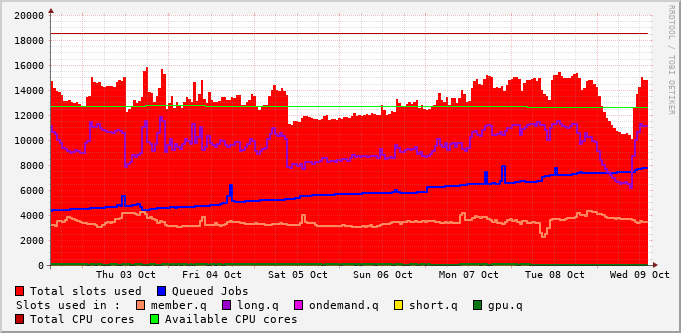 20000
18000
16000
14000
12000
10000
8000
6000
4000
2000
0
Thu 03 Oct Fri 04 Oct Sat 05 Oct Sun 06 Oct Mon 07 Oct Tue 08 Oct Wed 09 Oct
Total slots used Queued Jobs
Slots used in : member.q long.q ondemand.q short.q gpu.q
Total CPU cores Available CPU cores
RRDTOOL / TOBI OETIKER